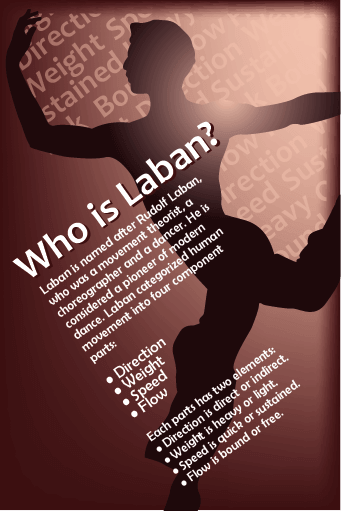 Who is Laban?
Laban is named after Rudolf Laban,
who was a movement theorist, a
choreographer and a dancer. He is
considered a pioneer of modern
dance. Laban categorized human
movement into four component
parts:
• Direction
• Weight
• Speed
• Flow
Each parts has two elements:
• Direction is direct or indirect.
• Weight is heavy or light.
• Speed is quick or sustained.
• Flow is bound or free.